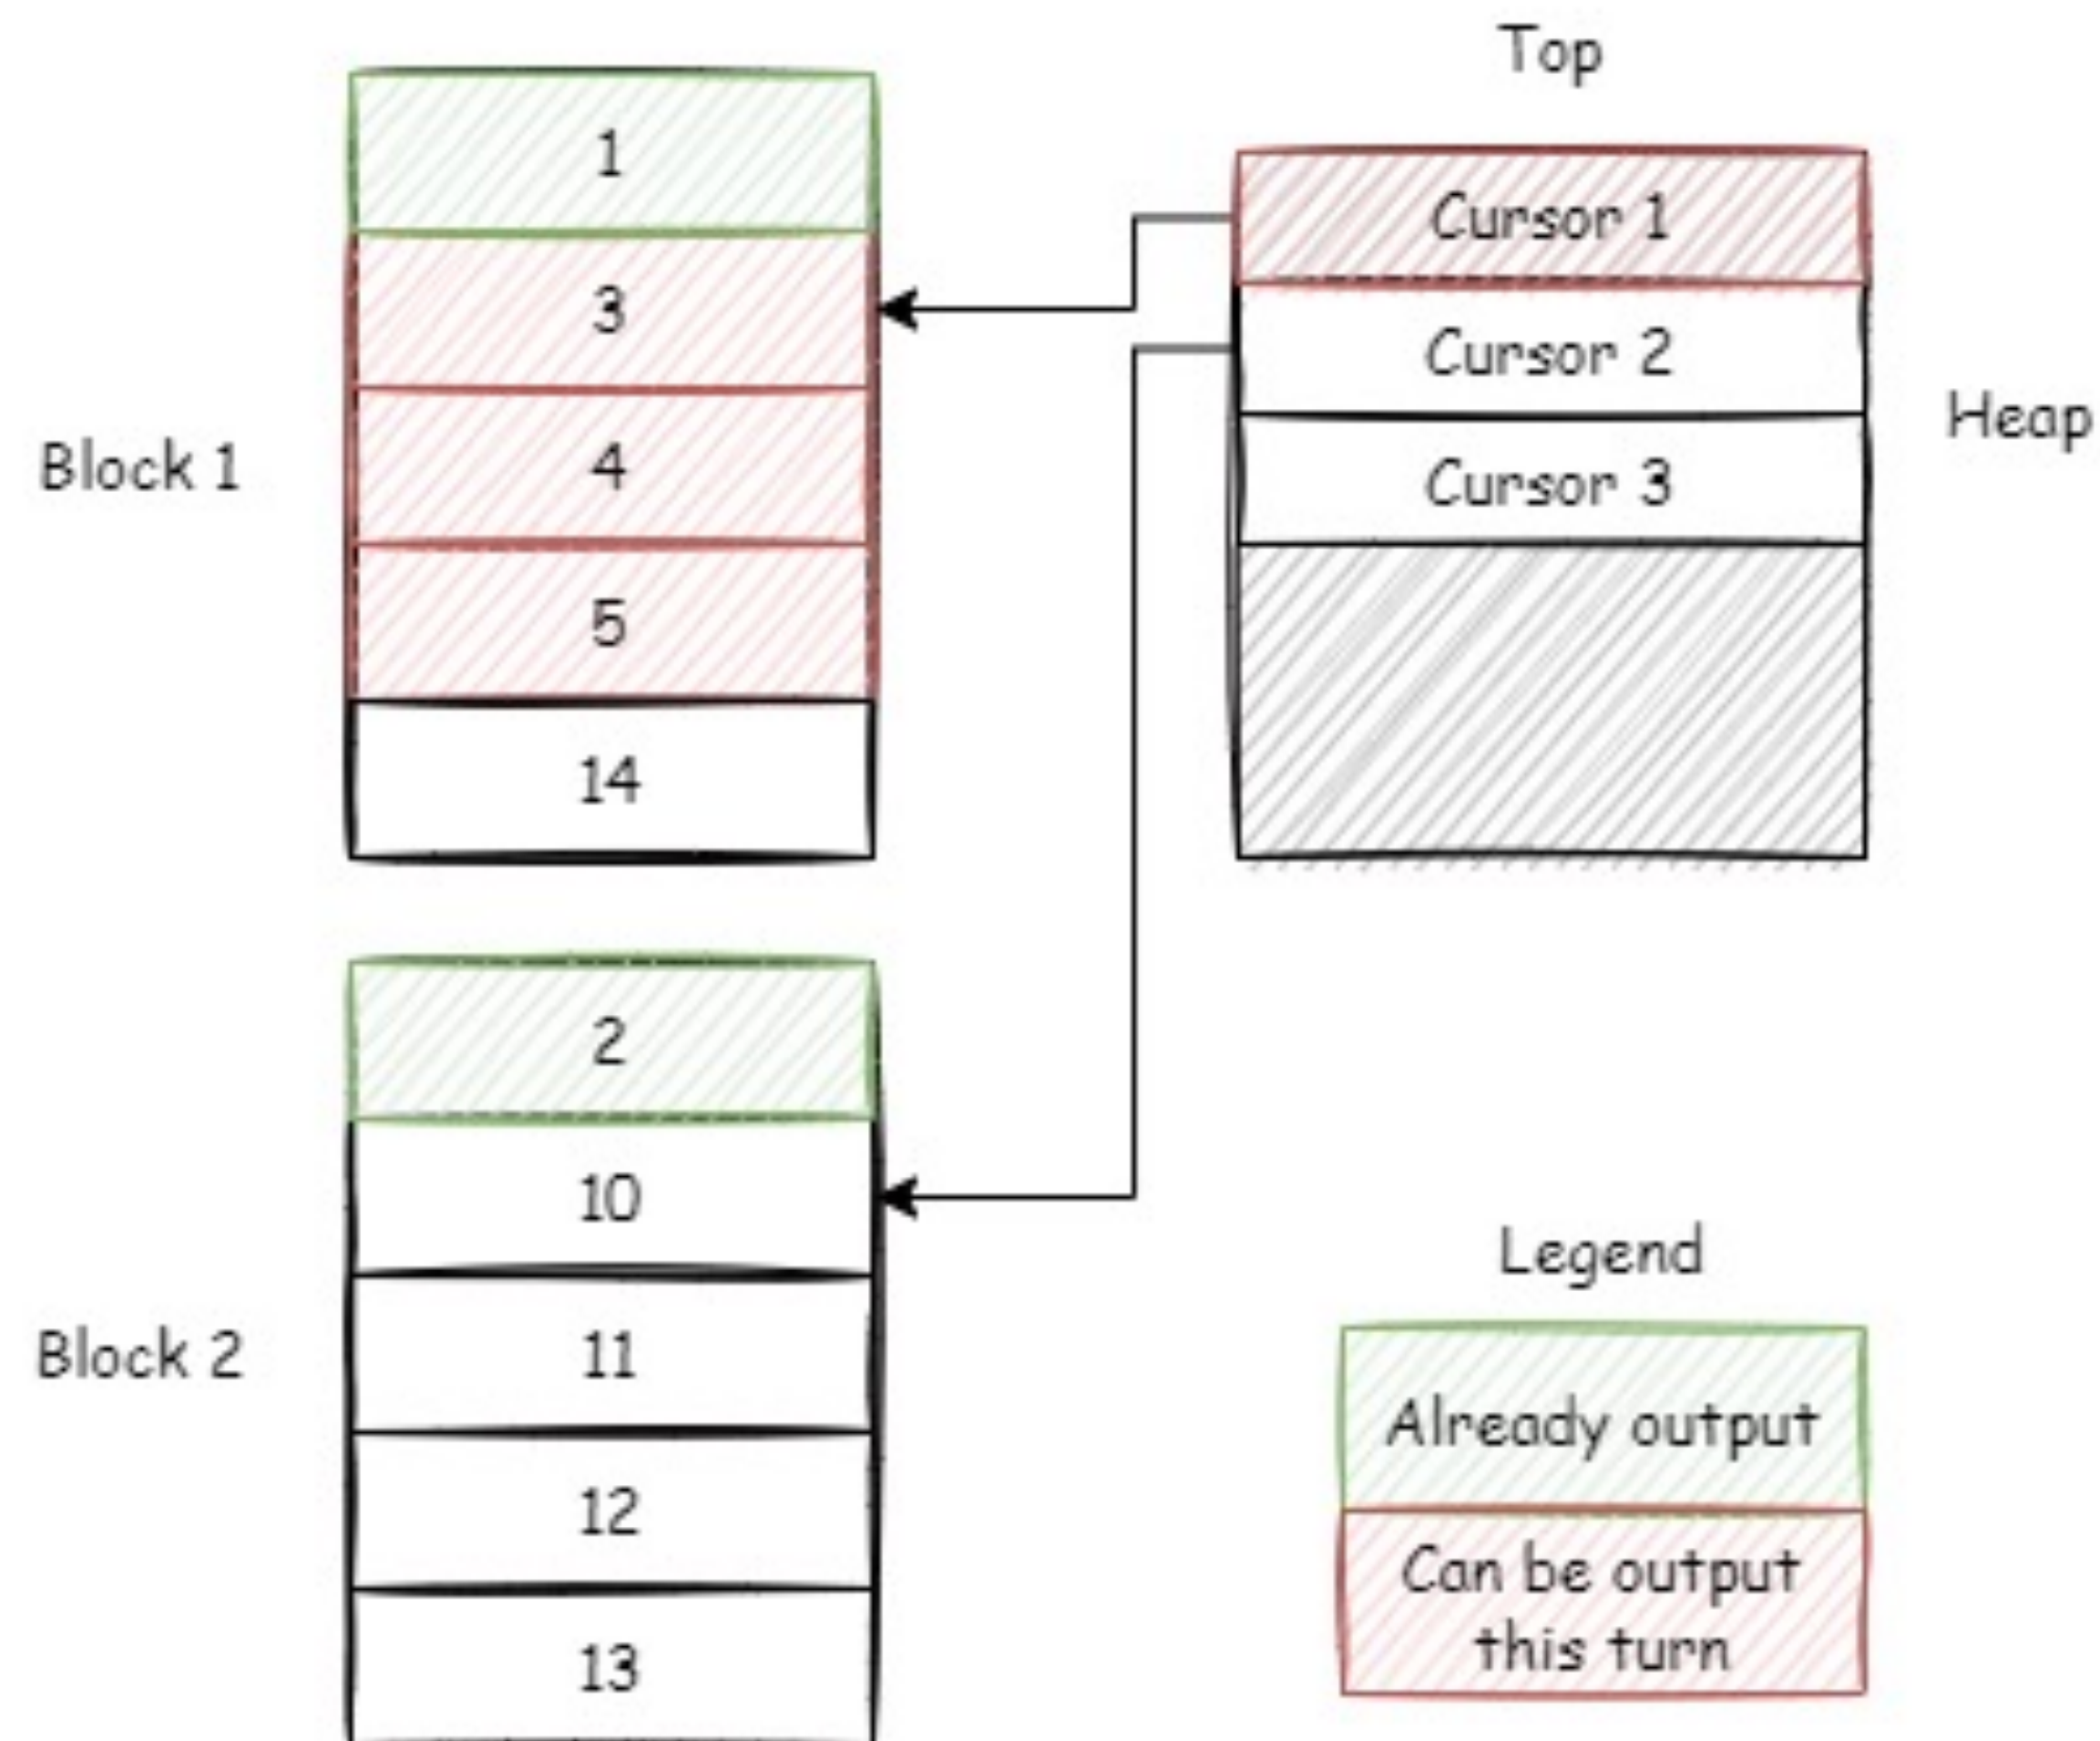 Top
1
3
4
5
14
Block 1
Cursor 1
Cursor 2
Cursor 3
Heap
2
10
11
12
13
Block 2
Legend
Already output
Can be output
this turn